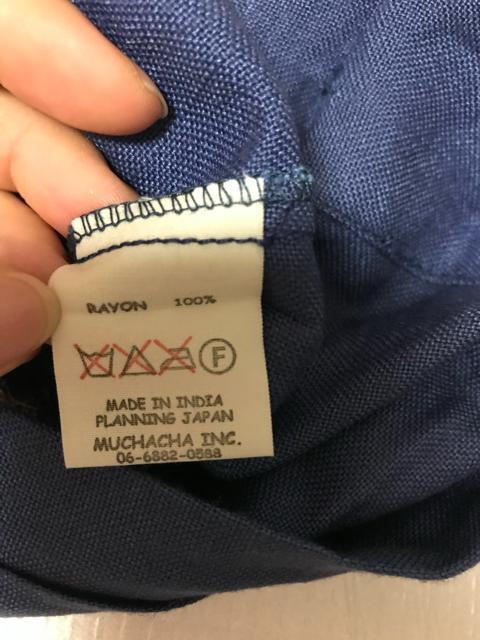 RAYON 100%
F
MADE IN INDIA
PLANNING JAPAN
MUCHACHA INC.
06-6882-0588